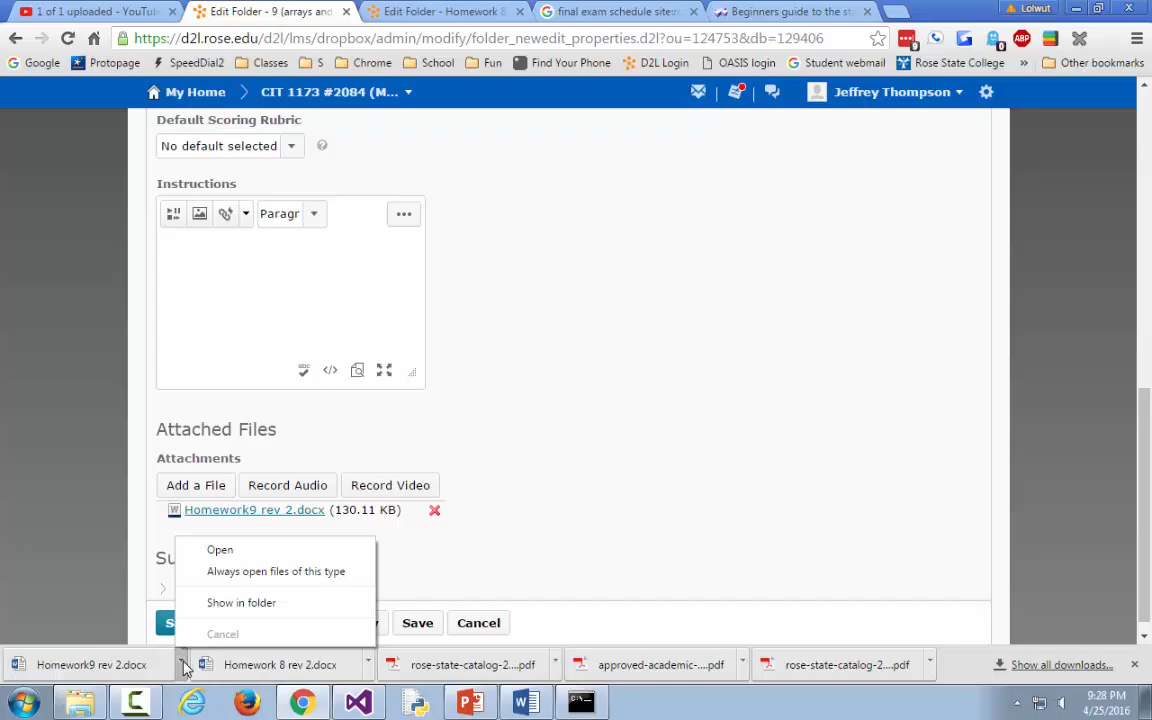 1 of 1 uploaded - YouTu
Edit Folder - 9 (arrays and
Edit Folder - Homework 8
final exam schedule site:r
Beginners guide to the sta
Lolwut
https://d2l.rose.edu/d2l/lms/dropbox/admin/modify/folder_newedit_properties.d2l?ou=124753&db=129406
Google Protopage SpeedDial2 Classes S Chrome School Fun Find Your Phone D2L Login OASIS login Student webmail Rose State College » Other bookmarks
My Home CIT 1173 #2084 (M... Jeffrey Thompson
Default Scoring Rubric
No default selected
Instructions
Paragr
Attached Files
Attachments
Add a File Record Audio Record Video
Homework9 rev 2.docx (130.11 KB)
Open
Su
Always open files of this type
Show in folder
S y Save Cancel
Cancel
Homework9 rev 2.docx Homework 8 rev 2.docx rose-state-catalog-2....pdf approved-academic-....pdf rose-state-catalog-2....pdf Show all downloads...
9:28 PM
4/25/2016